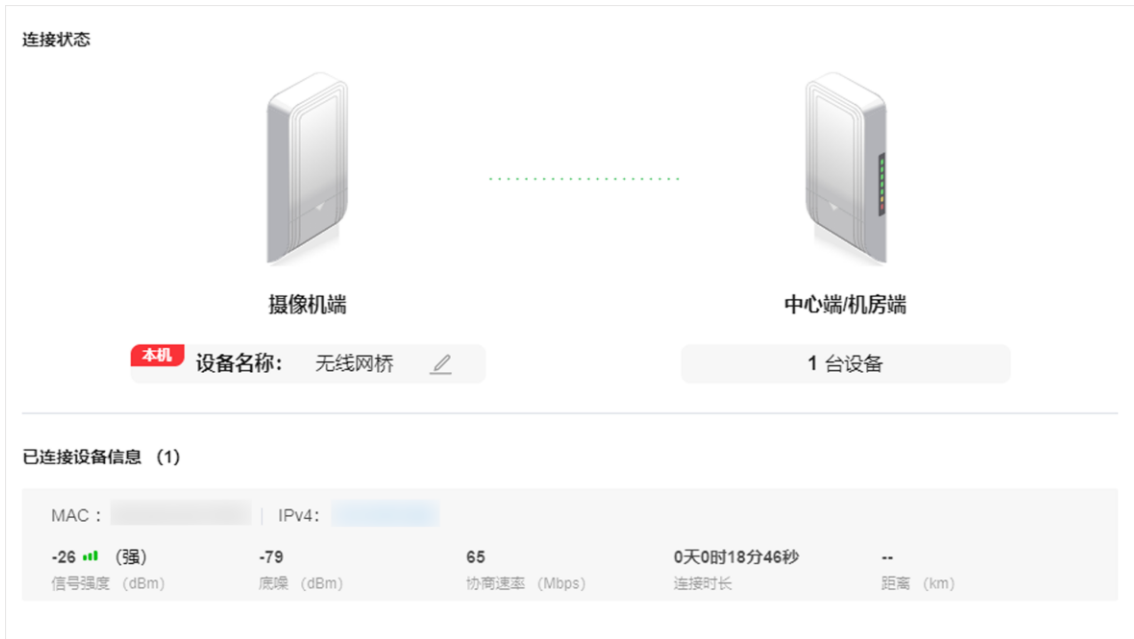 连接状态
摄像机端 中心端/机房端
本机 设备名称： 无线网桥 1 台设备
已连接设备信息 （1）
MAC： IPv4：
-26 （强） -79 65 0天0时18分46秒 --
信号强度 （dBm） 底噪 （dBm） 协商速率 （Mbps） 连接时长 距离 （km）